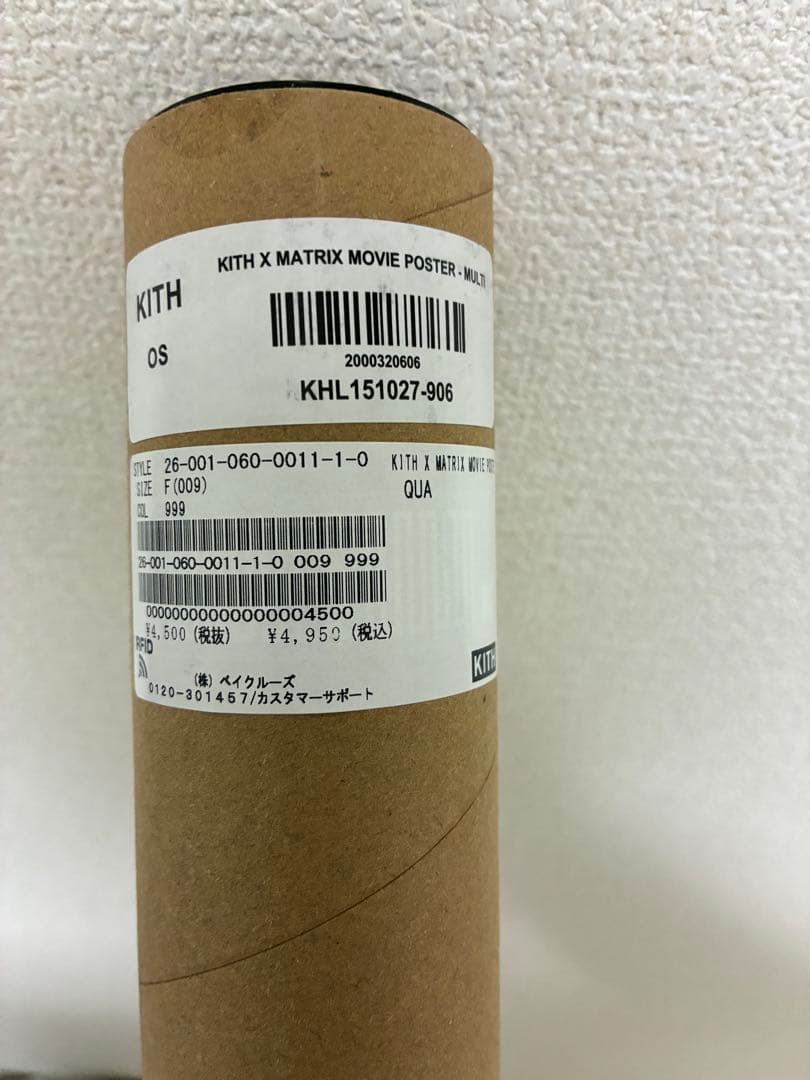 KITH X MATRIX MOVIE POSTER - MULTI
KITH
OS
2000320606
KHL151027-906
STYLE 26-001-060-0011-1-0 KITH X MATRIX MOVIE
SIZE F(009) QUA
COL 999
26-001-060-0011-1-0 009 999
00000000000000004500
¥4,500 (税抜) ¥4,950 (税込)
RFID
KITH
(株) ベイクルーズ
0120-301457/カスタマーサポート